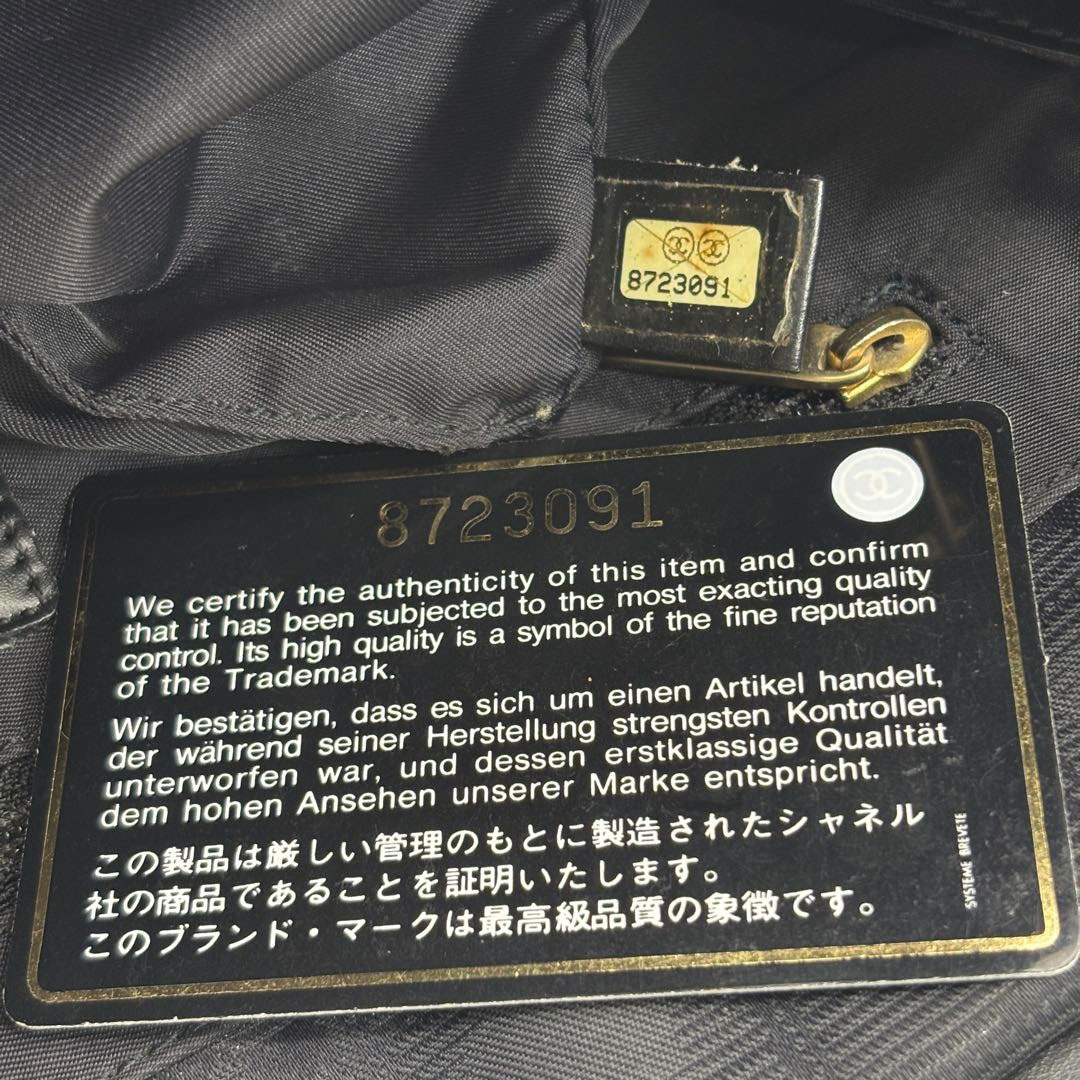 8723091
8723091
We certify the authenticity of this item and confirm
that it has been subjected to the most exacting quality
control. Its high quality is a symbol of the fine reputation
of the Trademark.
Wir bestätigen, dass es sich um einen Artikel handelt,
der während seiner Herstellung strengsten Kontrollen
unterworfen war, und dessen erstklassige Qualität
dem hohen Ansehen unserer Marke entspricht.
この製品は厳しい管理のもとに製造されたシャネル
社の商品であることを証明いたします。
このブランド・マークは最高級品質の象徴です。
SYSTEME BREVETE